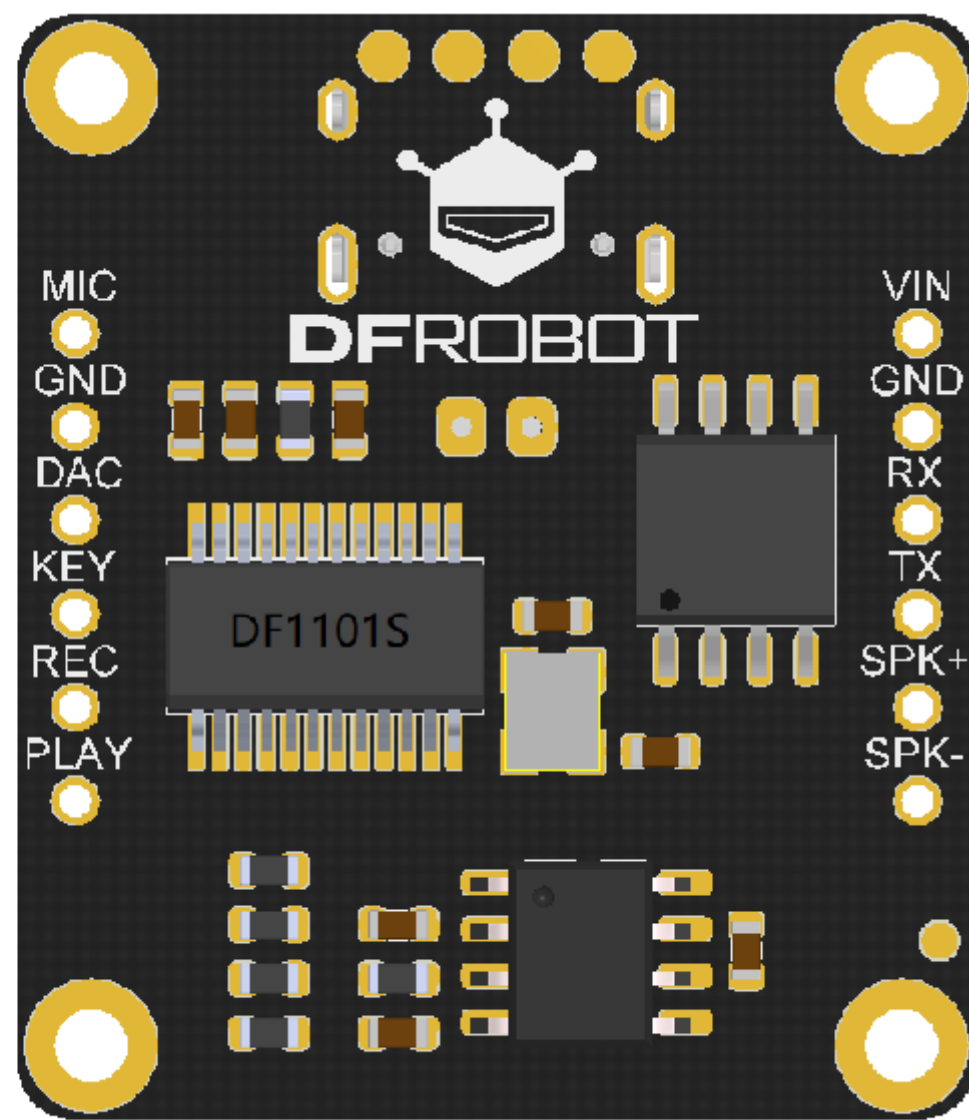 DFROBOT
MIC
GND
DAC
KEY
REC
PLAY
VIN
GND
RX
TX
SPK+
SPK-
DF1101S